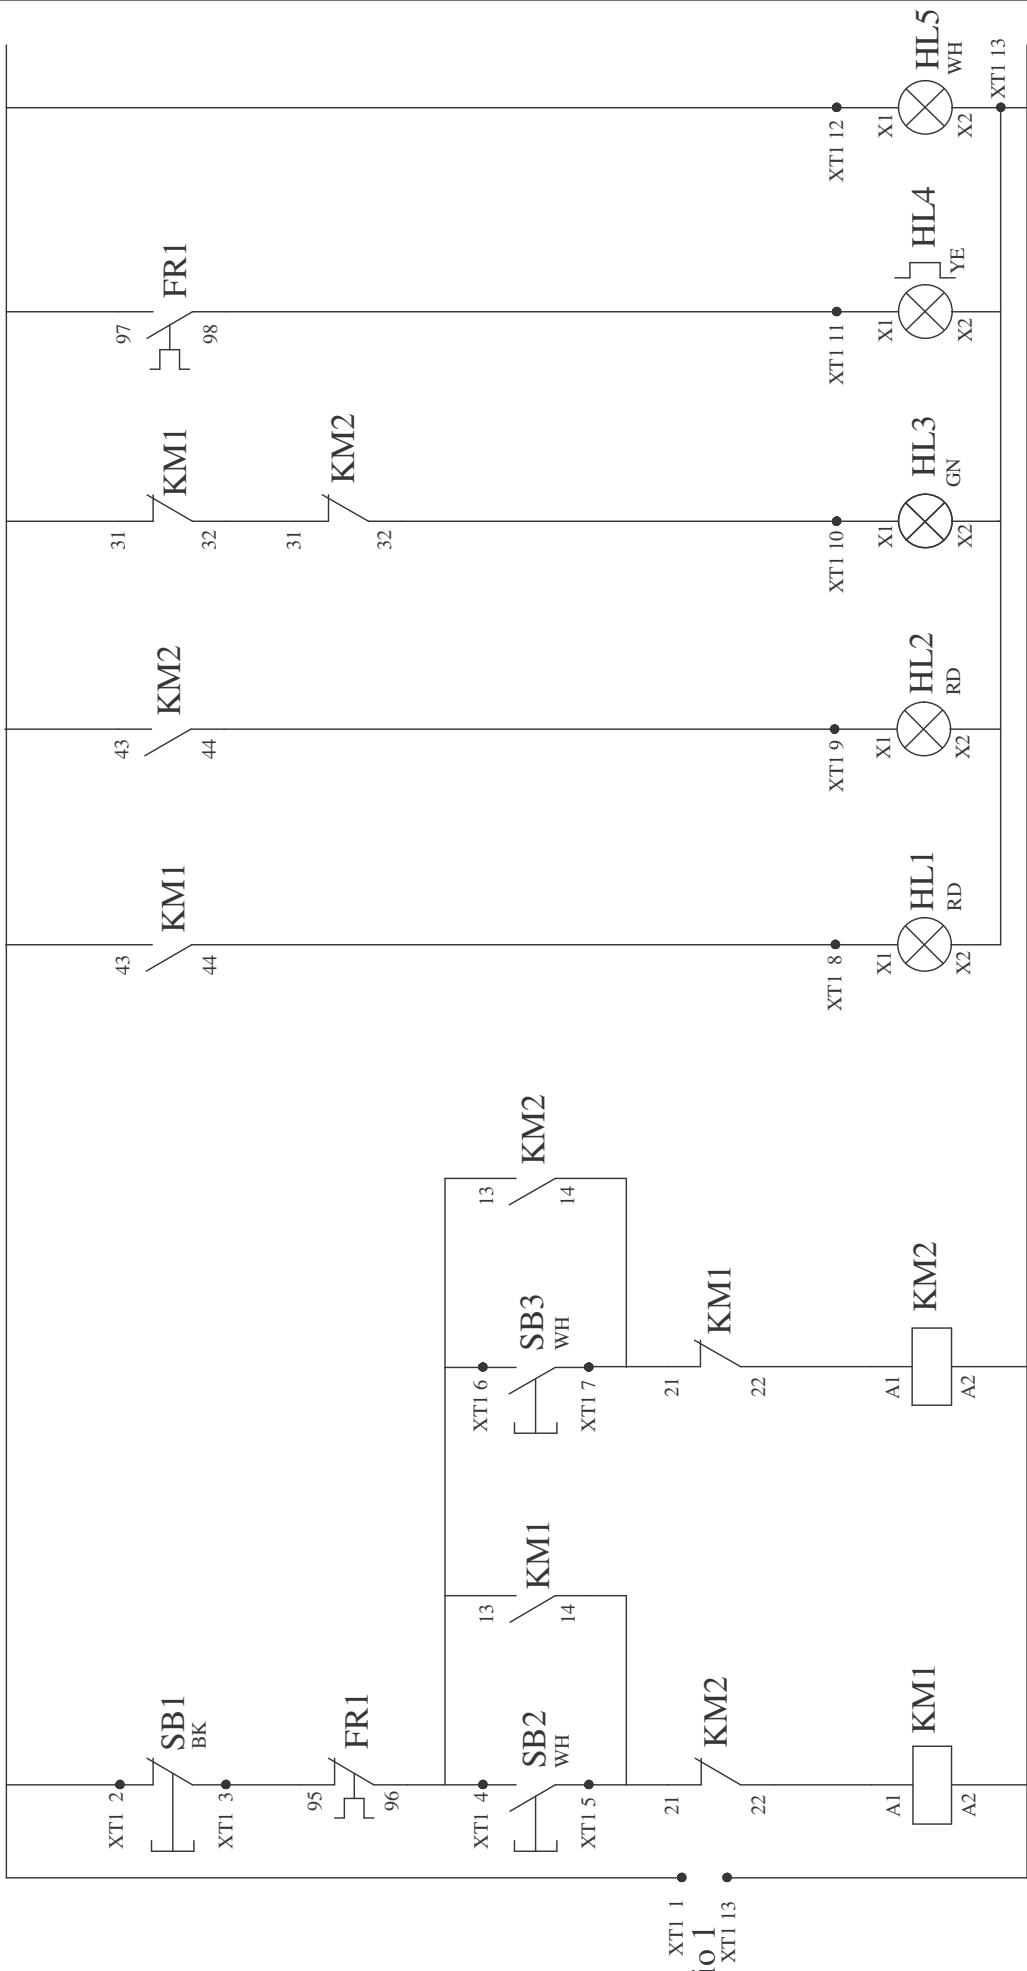 XT1 1
io 1
XT1 13
XT1 2
SB1
BK
XT1 3
95
FR1
96
XT1 4
SB2
WH
XT1 5
13
KM1
14
21
KM2
22
A1
KM1
A2
XT1 6
SB3
WH
XT1 7
13
KM2
14
21
KM1
22
A1
KM2
A2
43
KM1
44
XT1 8
X1
HL1
RD
X2
43
KM2
44
XT1 9
X1
HL2
RD
X2
31
KM1
32
31
KM2
32
XT1 10
X1
HL3
GN
X2
97
FR1
98
XT1 11
X1
HL4
YE
X2
XT1 12
X1
HL5
WH
X2
XT1 13